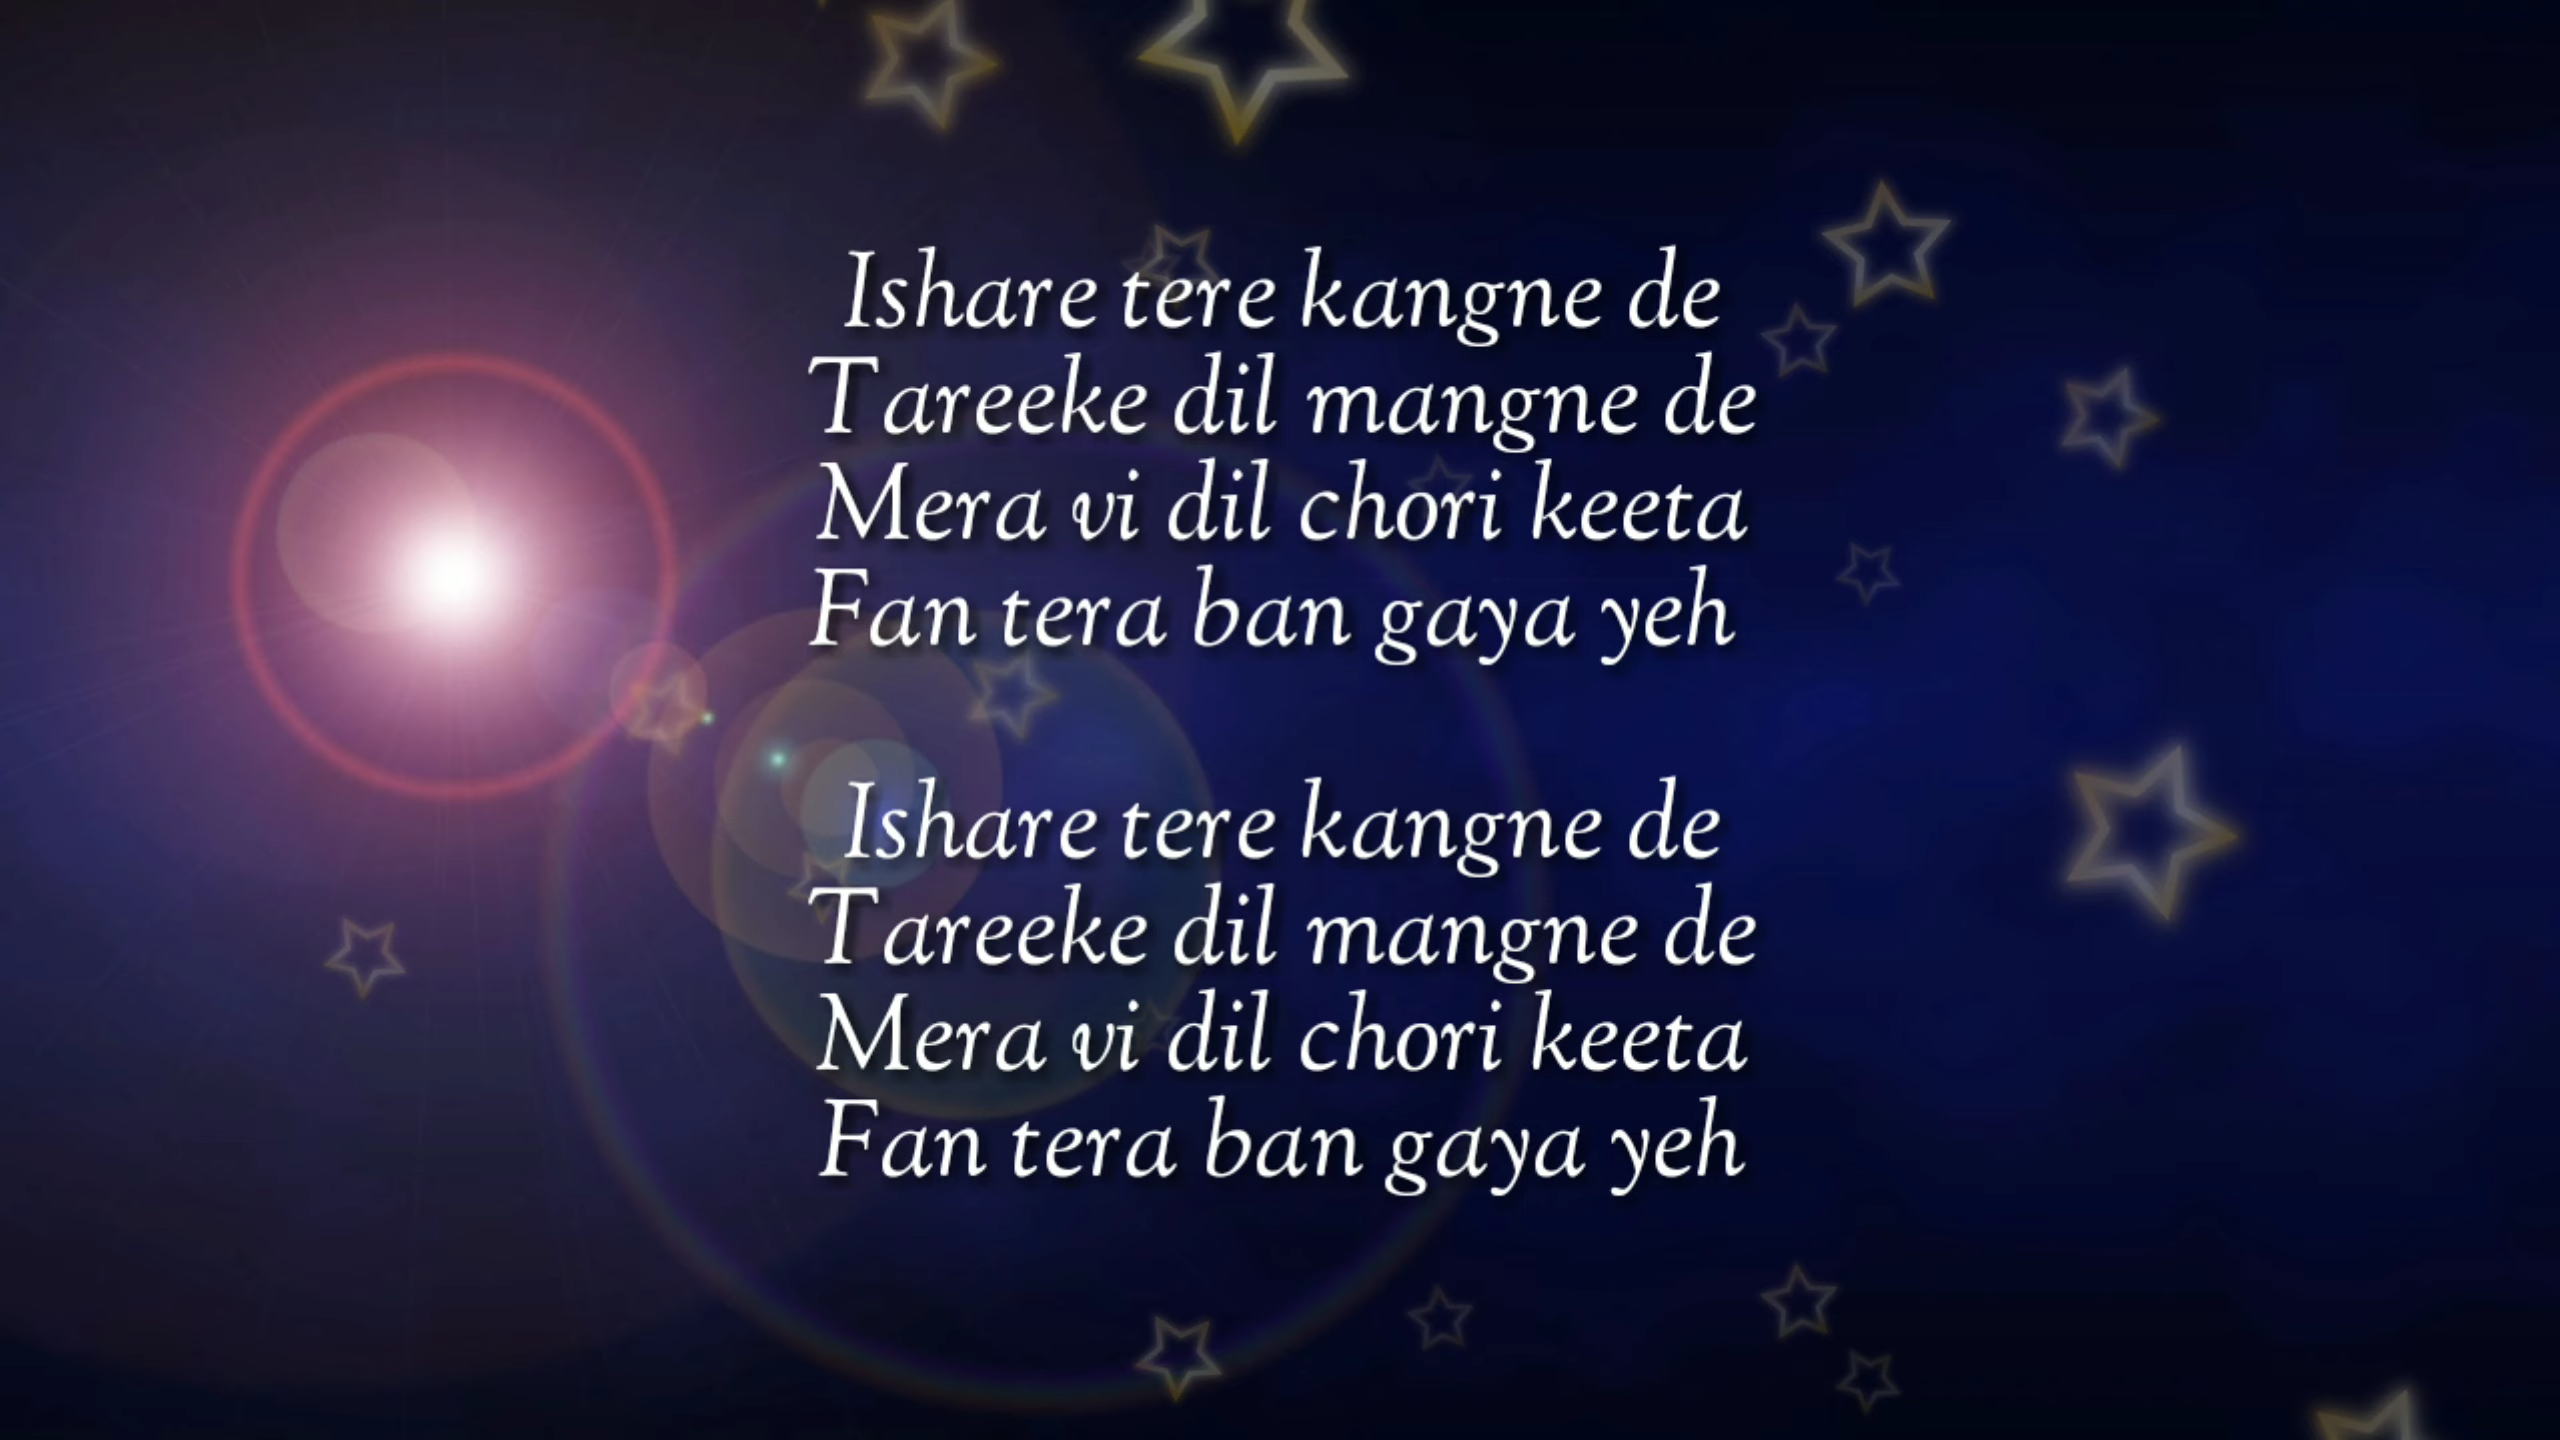 Ishare tere kangne de
Tareeke dil mangne de
Mera vi dil chori keeta
Fan tera ban gaya yeh
Ishare tere kangne de
Tareeke dil mangne de
Mera vi dil chori keeta
Fan tera ban gaya yeh